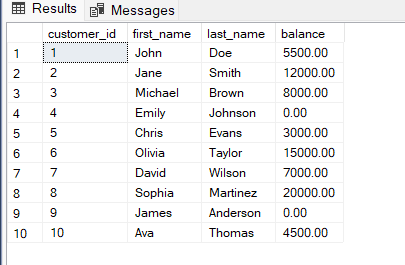 Results Messages
customer_id first_name last_name balance
1 1 John Doe 5500.00
2 2 Jane Smith 12000.00
3 3 Michael Brown 8000.00
4 4 Emily Johnson 0.00
5 5 Chris Evans 3000.00
6 6 Olivia Taylor 15000.00
7 7 David Wilson 7000.00
8 8 Sophia Martinez 20000.00
9 9 James Anderson 0.00
10 10 Ava Thomas 4500.00